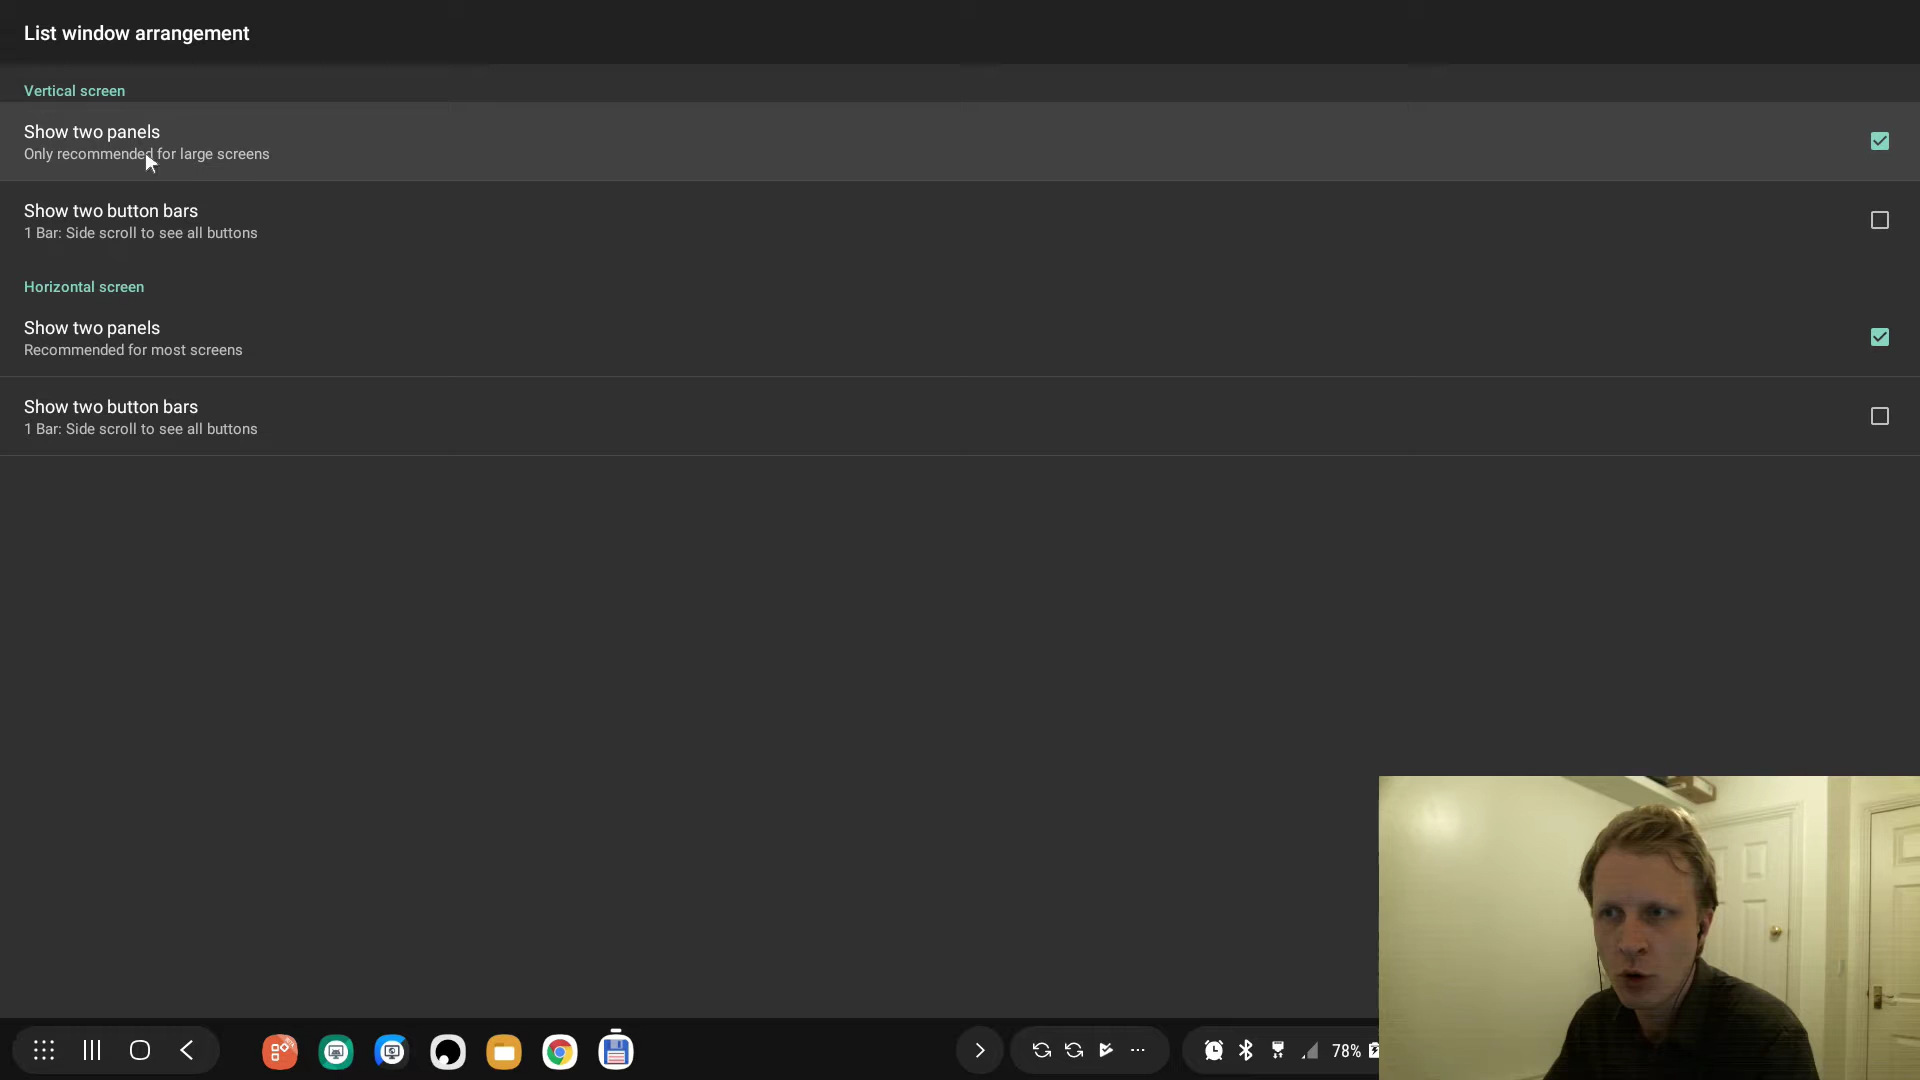 List window arrangement
Vertical screen
Show two panels
Only recommended for large screens
Show two button bars
1 Bar: Side scroll to see all buttons
Horizontal screen
Show two panels
Recommended for most screens
Show two button bars
1 Bar: Side scroll to see all buttons
78%